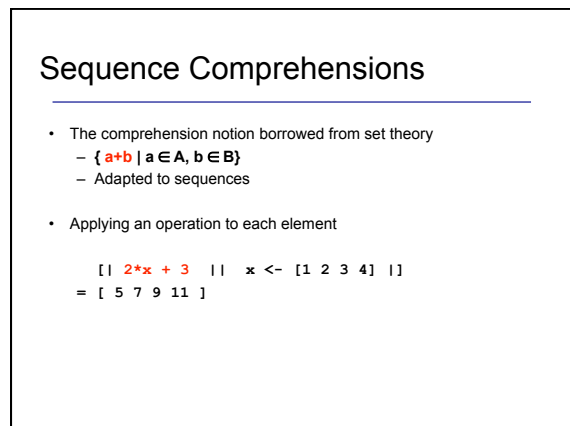 Sequence Comprehensions
• The comprehension notion borrowed from set theory
– { a+b | a ∈ A, b ∈ B}
– Adapted to sequences
• Applying an operation to each element
[| 2*x + 3 || x <- [1 2 3 4] |]
= [ 5 7 9 11 ]